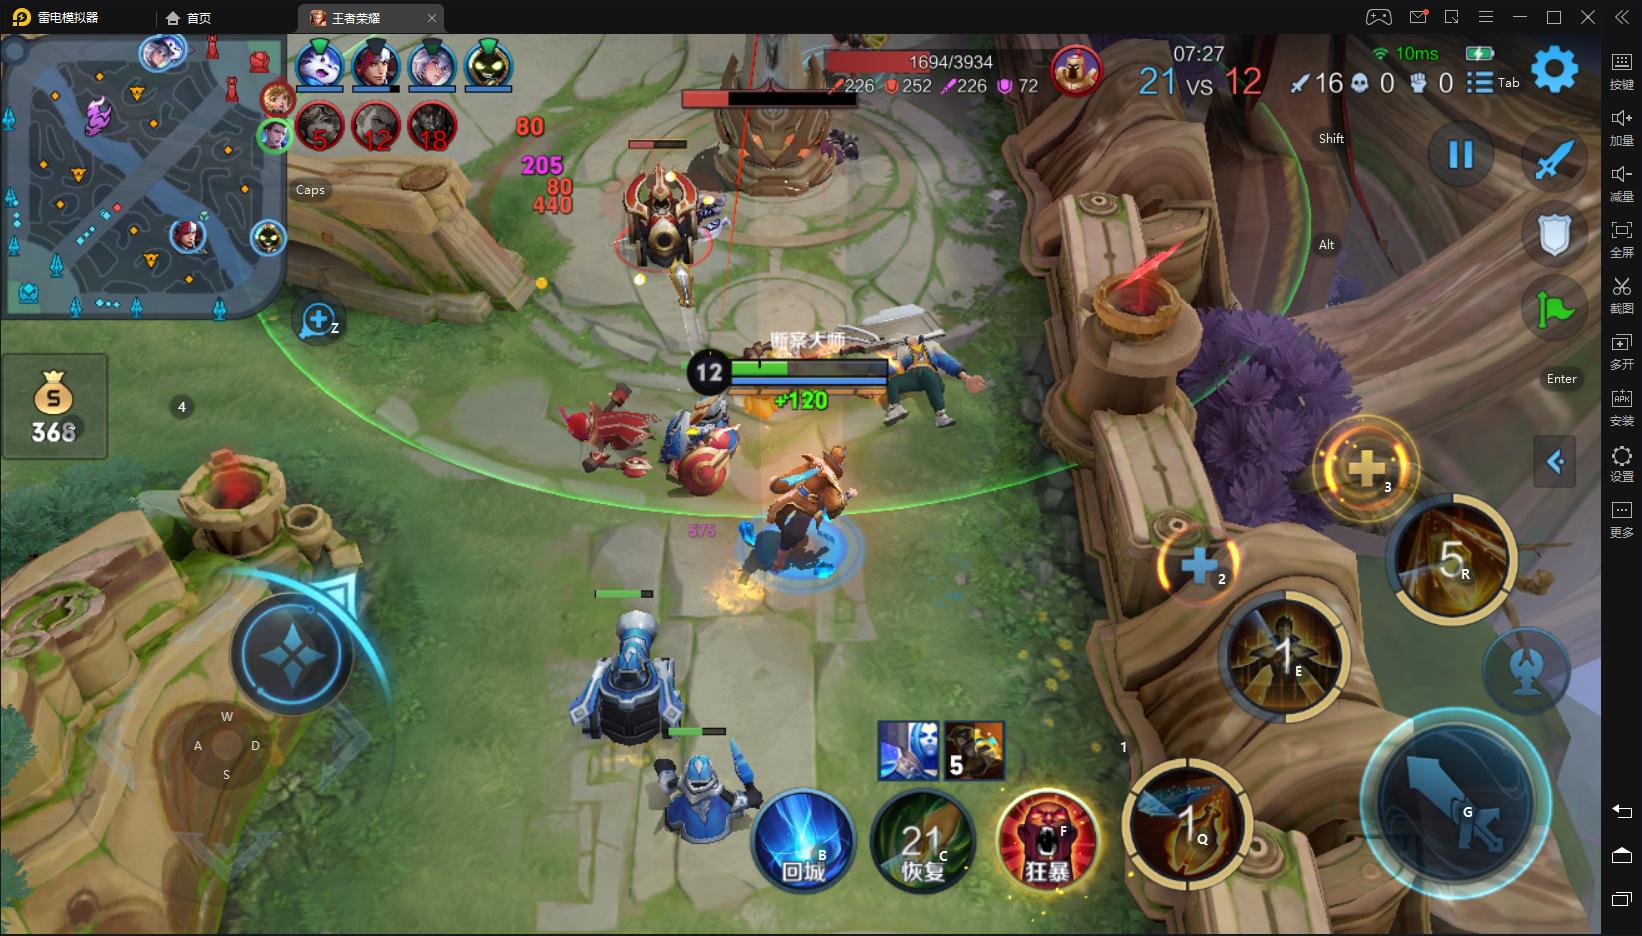 雷电模拟器
首页
王者荣耀
1694/3934
226 252 226 72
07:27
21 VS 12
16 0 0
10ms
Tab
按键
加量
减量
全屏
截图
多开
安装
设置
更多
5 12 18
80
205
80
440
Caps
Shift
Alt
Z
Enter
断案大师
12
+120
368
4
575
3
2
5
R
1
E
W
A D
S
5
1
G
1
Q
B
回城
21
C
恢复
F
狂暴